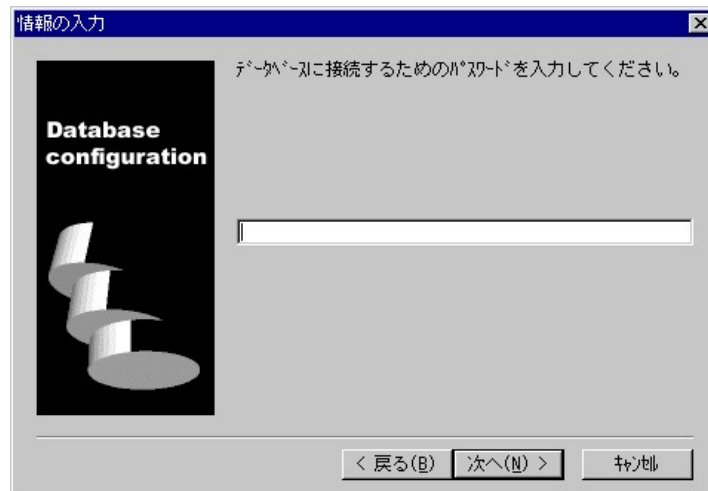 情報の入力
ﾃﾞｰﾀﾍﾞｰｽに接続するためのﾊﾟｽﾜｰﾄﾞを入力してください。
Database
configuration
< 戻る(B)
次へ(N) >
ｷｬﾝｾﾙ